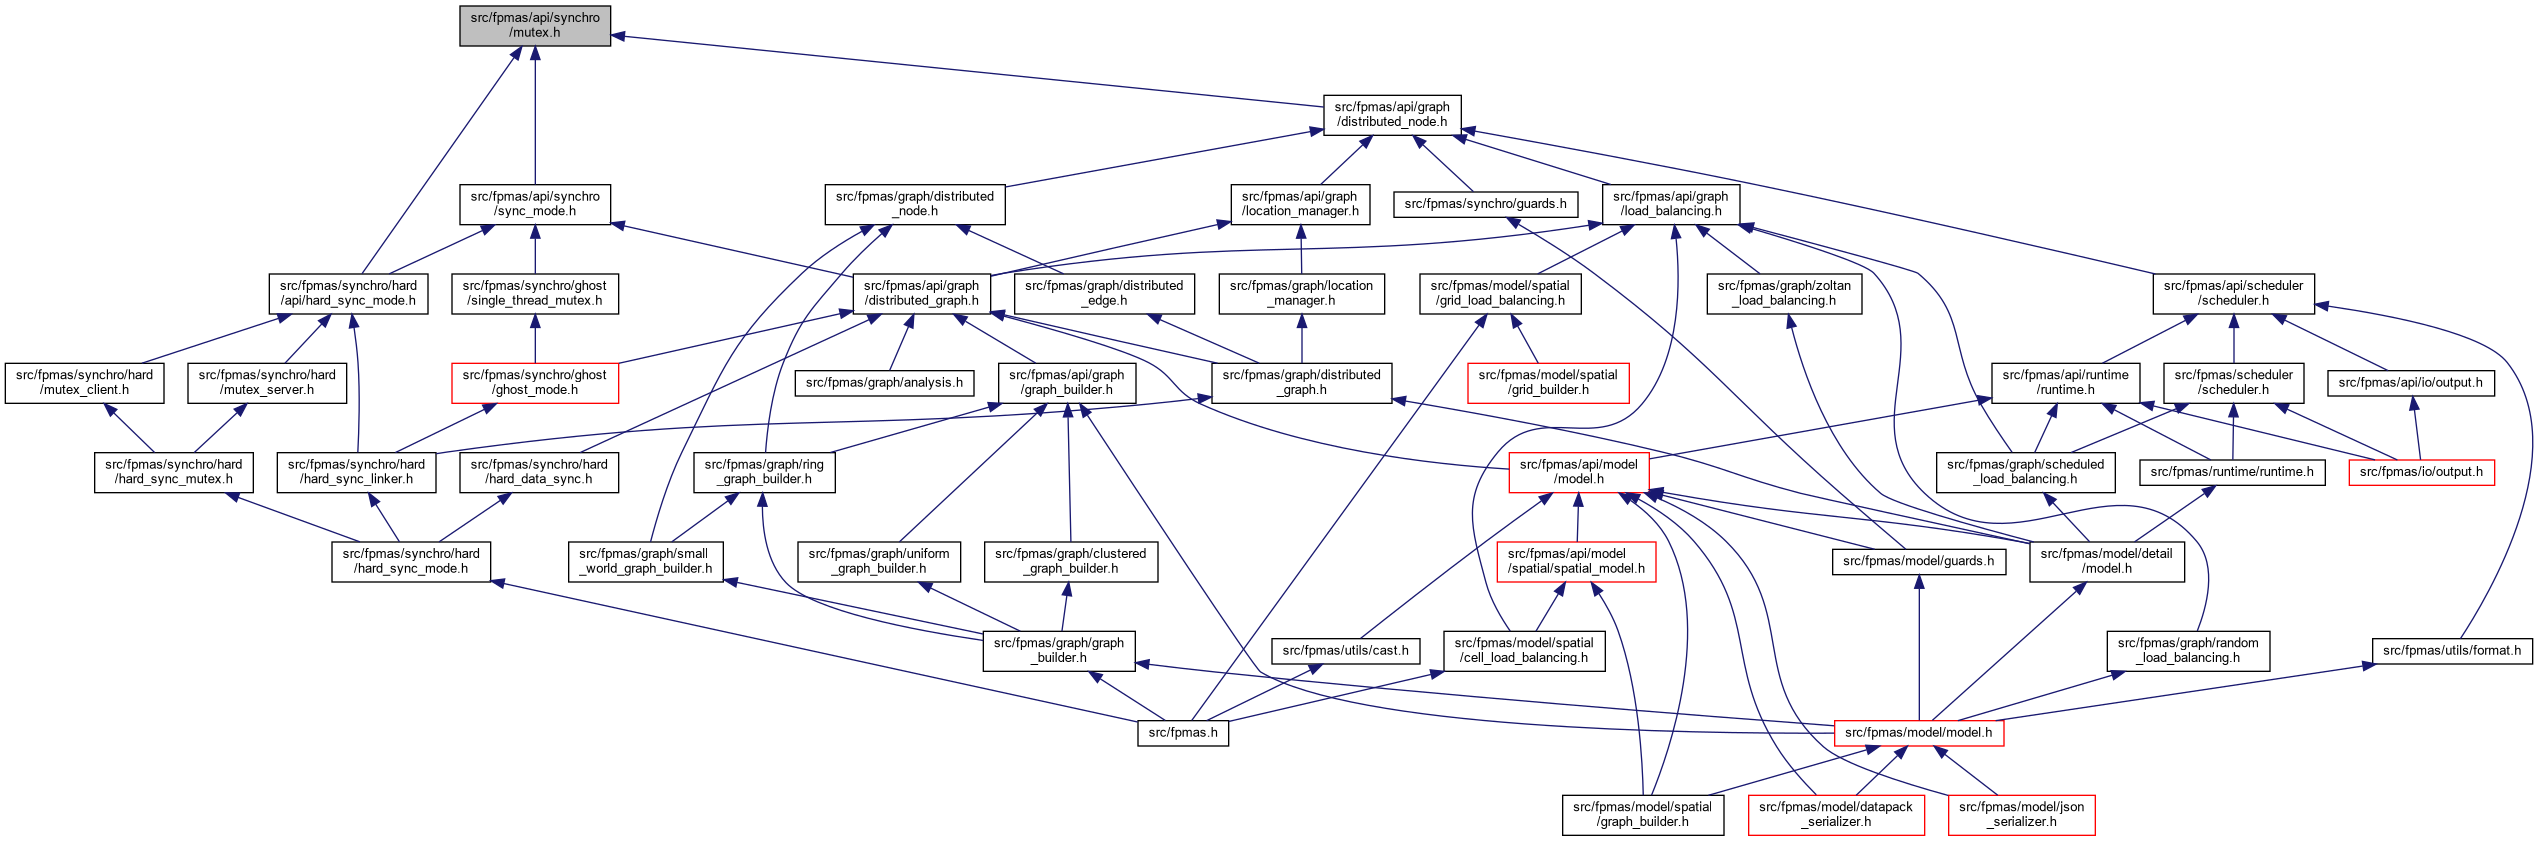 src/fpmas/api/synchro
/mutex.h
src/fpmas/api/graph
/distributed_node.h
src/fpmas/api/synchro
/sync_mode.h
src/fpmas/graph/distributed
_node.h
src/fpmas/api/graph
/location_manager.h
src/fpmas/synchro/guards.h
src/fpmas/api/graph
/load_balancing.h
src/fpmas/synchro/hard
/api/hard_sync_mode.h
src/fpmas/synchro/ghost
/single_thread_mutex.h
src/fpmas/api/graph
/distributed_graph.h
src/fpmas/graph/distributed
_edge.h
src/fpmas/graph/location
_manager.h
src/fpmas/model/spatial
/grid_load_balancing.h
src/fpmas/graph/zoltan
_load_balancing.h
src/fpmas/api/scheduler
/scheduler.h
src/fpmas/synchro/hard
/mutex_client.h
src/fpmas/synchro/hard
/mutex_server.h
src/fpmas/synchro/ghost
/ghost_mode.h
src/fpmas/graph/analysis.h
src/fpmas/api/graph
/graph_builder.h
src/fpmas/graph/distributed
_graph.h
src/fpmas/model/spatial
/grid_builder.h
src/fpmas/api/runtime
/runtime.h
src/fpmas/scheduler
/scheduler.h
src/fpmas/api/io/output.h
src/fpmas/synchro/hard
/hard_sync_mutex.h
src/fpmas/synchro/hard
/hard_sync_linker.h
src/fpmas/synchro/hard
/hard_data_sync.h
src/fpmas/graph/ring
_graph_builder.h
src/fpmas/api/model
/model.h
src/fpmas/graph/scheduled
_load_balancing.h
src/fpmas/runtime/runtime.h
src/fpmas/io/output.h
src/fpmas/synchro/hard
/hard_sync_mode.h
src/fpmas/graph/small
_world_graph_builder.h
src/fpmas/graph/uniform
_graph_builder.h
src/fpmas/graph/clustered
_graph_builder.h
src/fpmas/api/model
/spatial/spatial_model.h
src/fpmas/model/guards.h
src/fpmas/model/detail
/model.h
src/fpmas/graph/graph
_builder.h
src/fpmas/utils/cast.h
src/fpmas/model/spatial
/cell_load_balancing.h
src/fpmas/graph/random
_load_balancing.h
src/fpmas/utils/format.h
src/fpmas.h
src/fpmas/model/model.h
src/fpmas/model/spatial
/graph_builder.h
src/fpmas/model/datapack
_serializer.h
src/fpmas/model/json
_serializer.h